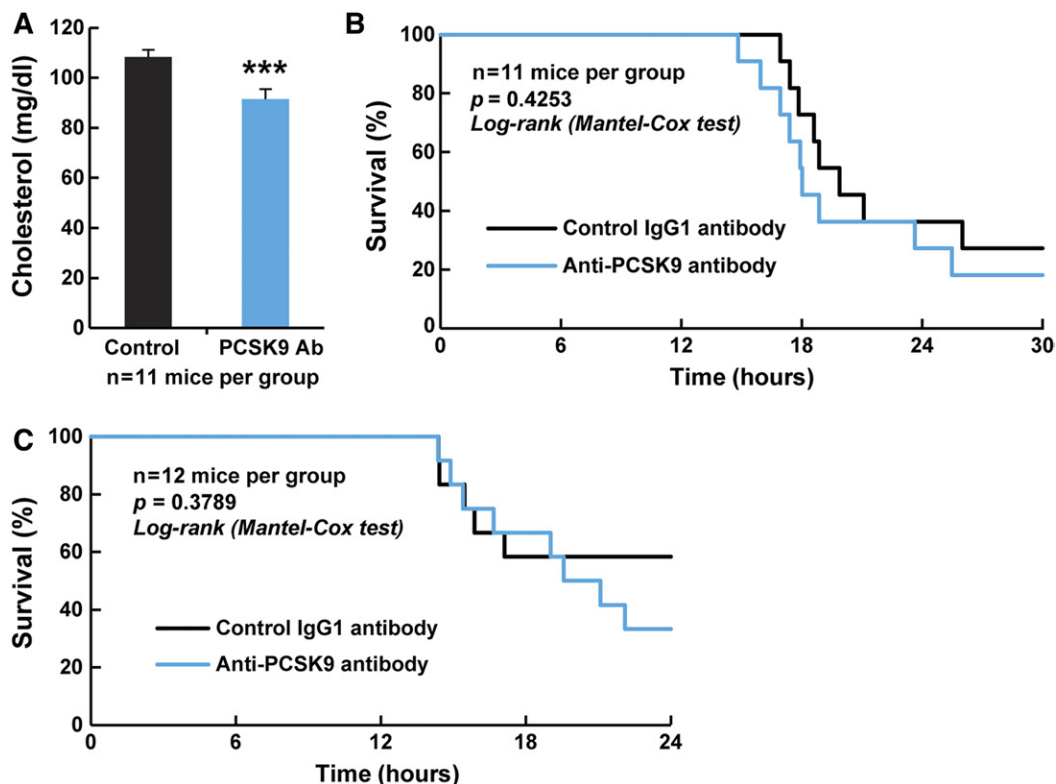 A
Cholesterol (mg/dl)
120
100
80
60
40
20
0
***
Control
PCSK9 Ab
n=11 mice per group
B
Survival (%)
100
80
60
40
20
0
n=11 mice per group
p = 0.4253
Log-rank (Mantel-Cox test)
Control IgG1 antibody
Anti-PCSK9 antibody
0 6 12 18 24 30
Time (hours)
C
Survival (%)
100
80
60
40
20
0
n=12 mice per group
p = 0.3789
Log-rank (Mantel-Cox test)
Control IgG1 antibody
Anti-PCSK9 antibody
0 6 12 18 24
Time (hours)